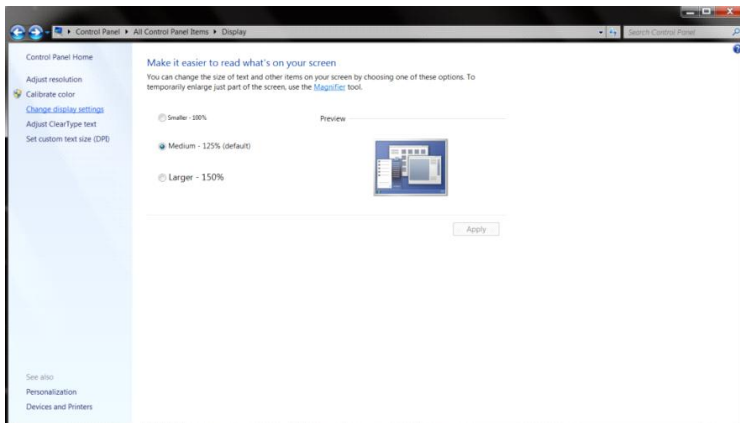 Control Panel ▸ All Control Panel Items ▸ Display
Search Control Panel
Control Panel Home
Adjust resolution
Calibrate color
Change display settings
Adjust ClearType text
Set custom text size (DPI)
Make it easier to read what's on your screen
You can change the size of text and other items on your screen by choosing one of these options. To
temporarily enlarge just part of the screen, use the Magnifier tool.
Smaller - 100%
Preview
Medium - 125% (default)
Larger - 150%
Apply
See also
Personalization
Devices and Printers